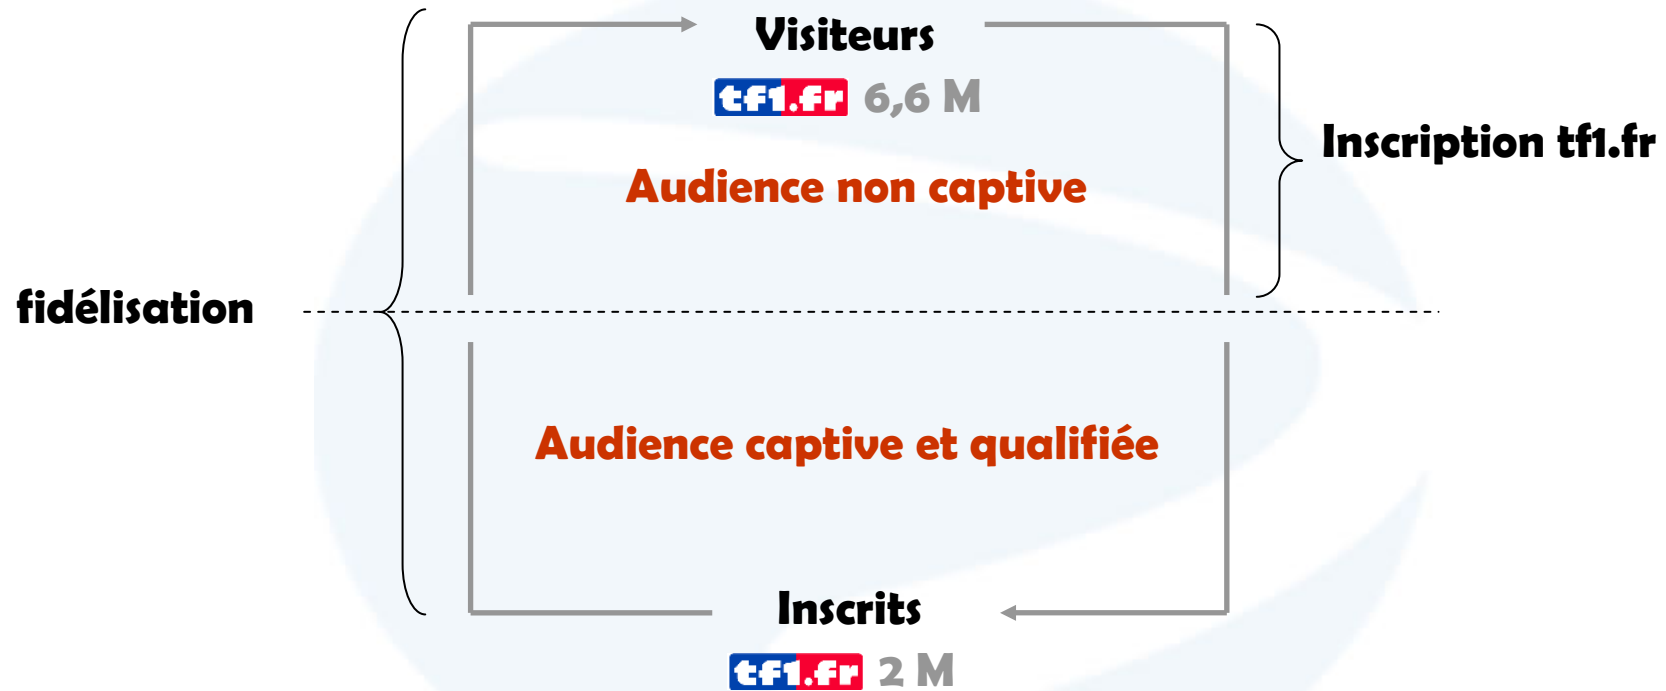 Visiteurs
tf1.fr 6,6 M
Inscription tf1.fr
Audience non captive
fidélisation
Audience captive et qualifiée
Inscrits
tf1.fr 2 M